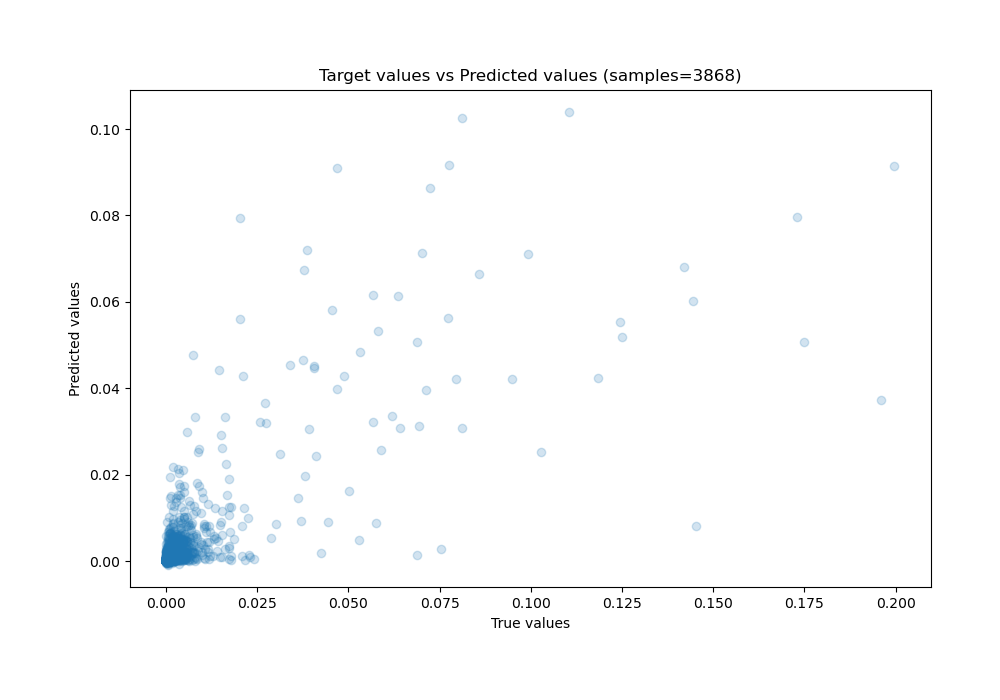 Target values vs Predicted values (samples=3868)
0.10
0.08
0.06
0.04
0.02
0.00
Predicted values
0.000 0.025 0.050 0.075 0.100 0.125 0.150 0.175 0.200
True values